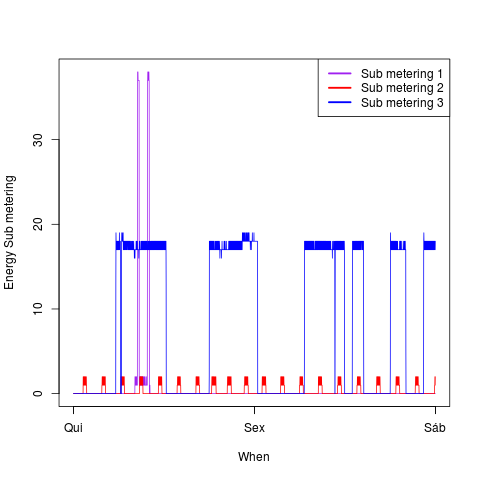 Sub metering 1
Sub metering 2
Sub metering 3
Energy Sub metering
30
20
10
0
Qui
Sex
Sáb
When